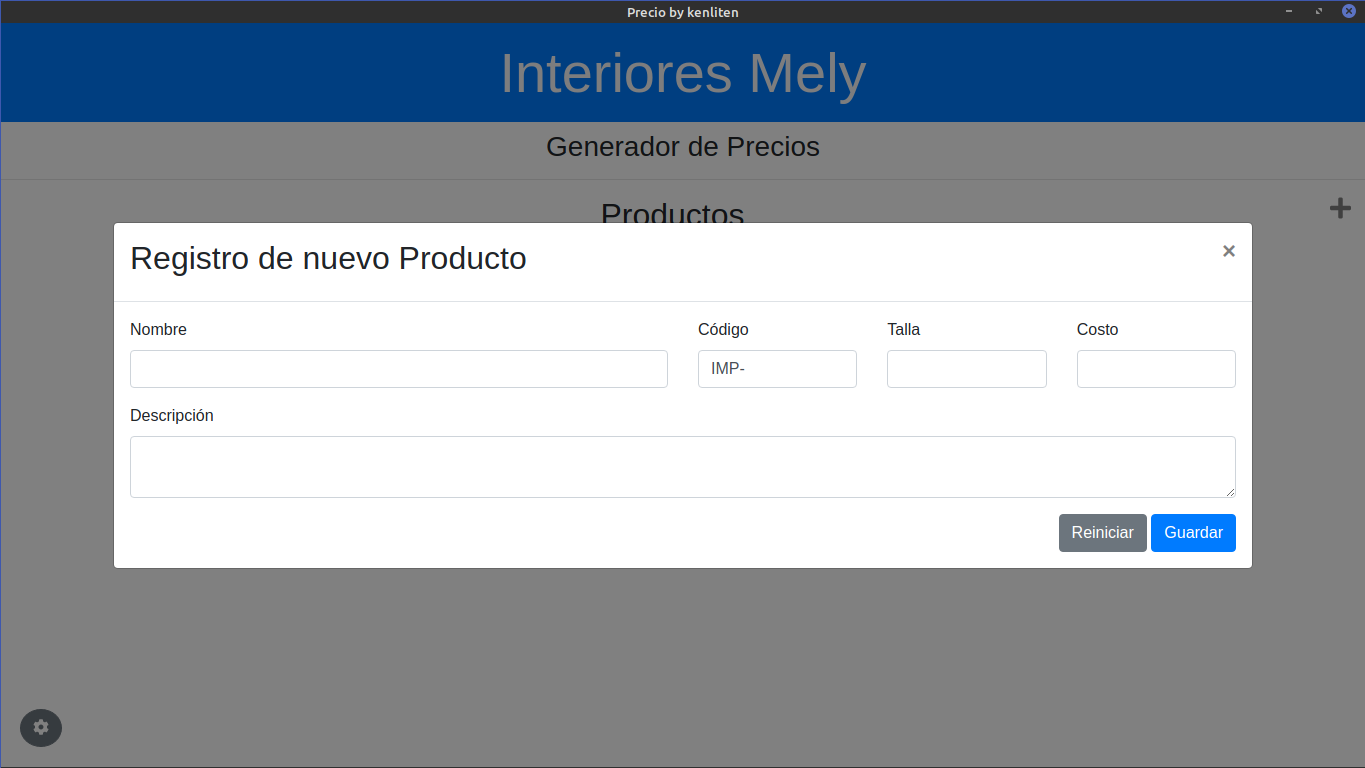 Precio by kenliten
Interiores Mely
Generador de Precios
Productos
Registro de nuevo Producto
Nombre Código Talla Costo
IMP-
Descripción
Reiniciar Guardar